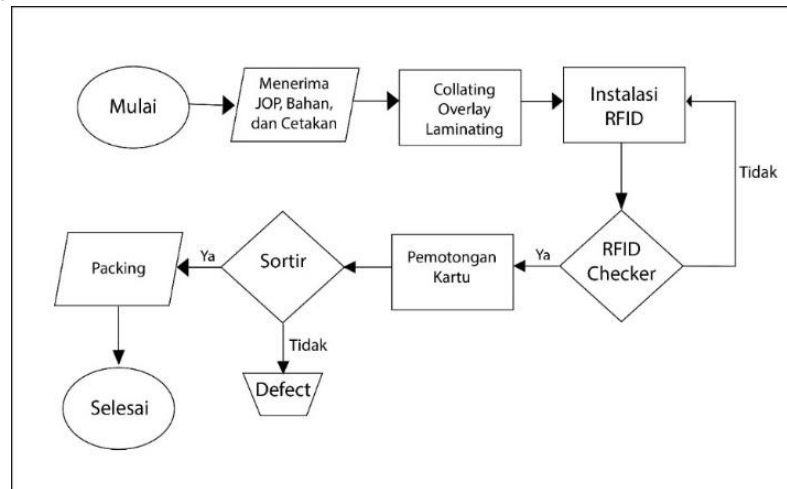 Mulai
Menerima
JOP, Bahan,
dan Cetakan
Collating
Overlay
Laminating
Instalasi
RFID
Tidak
RFID
Checker
Ya
Pemotongan
Kartu
Sortir
Ya
Packing
Tidak
Defect
Selesai